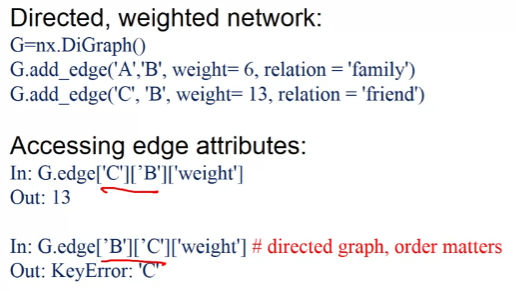 Directed, weighted network:
G=nx.DiGraph()
G.add_edge('A','B', weight= 6, relation = 'family')
G.add_edge('C', 'B', weight= 13, relation = 'friend')
Accessing edge attributes:
In: G.edge['C'][’B']['weight']
Out: 13
In: G.edge[’B'][’C']['weight'] # directed graph, order matters
Out: KeyError: 'C'